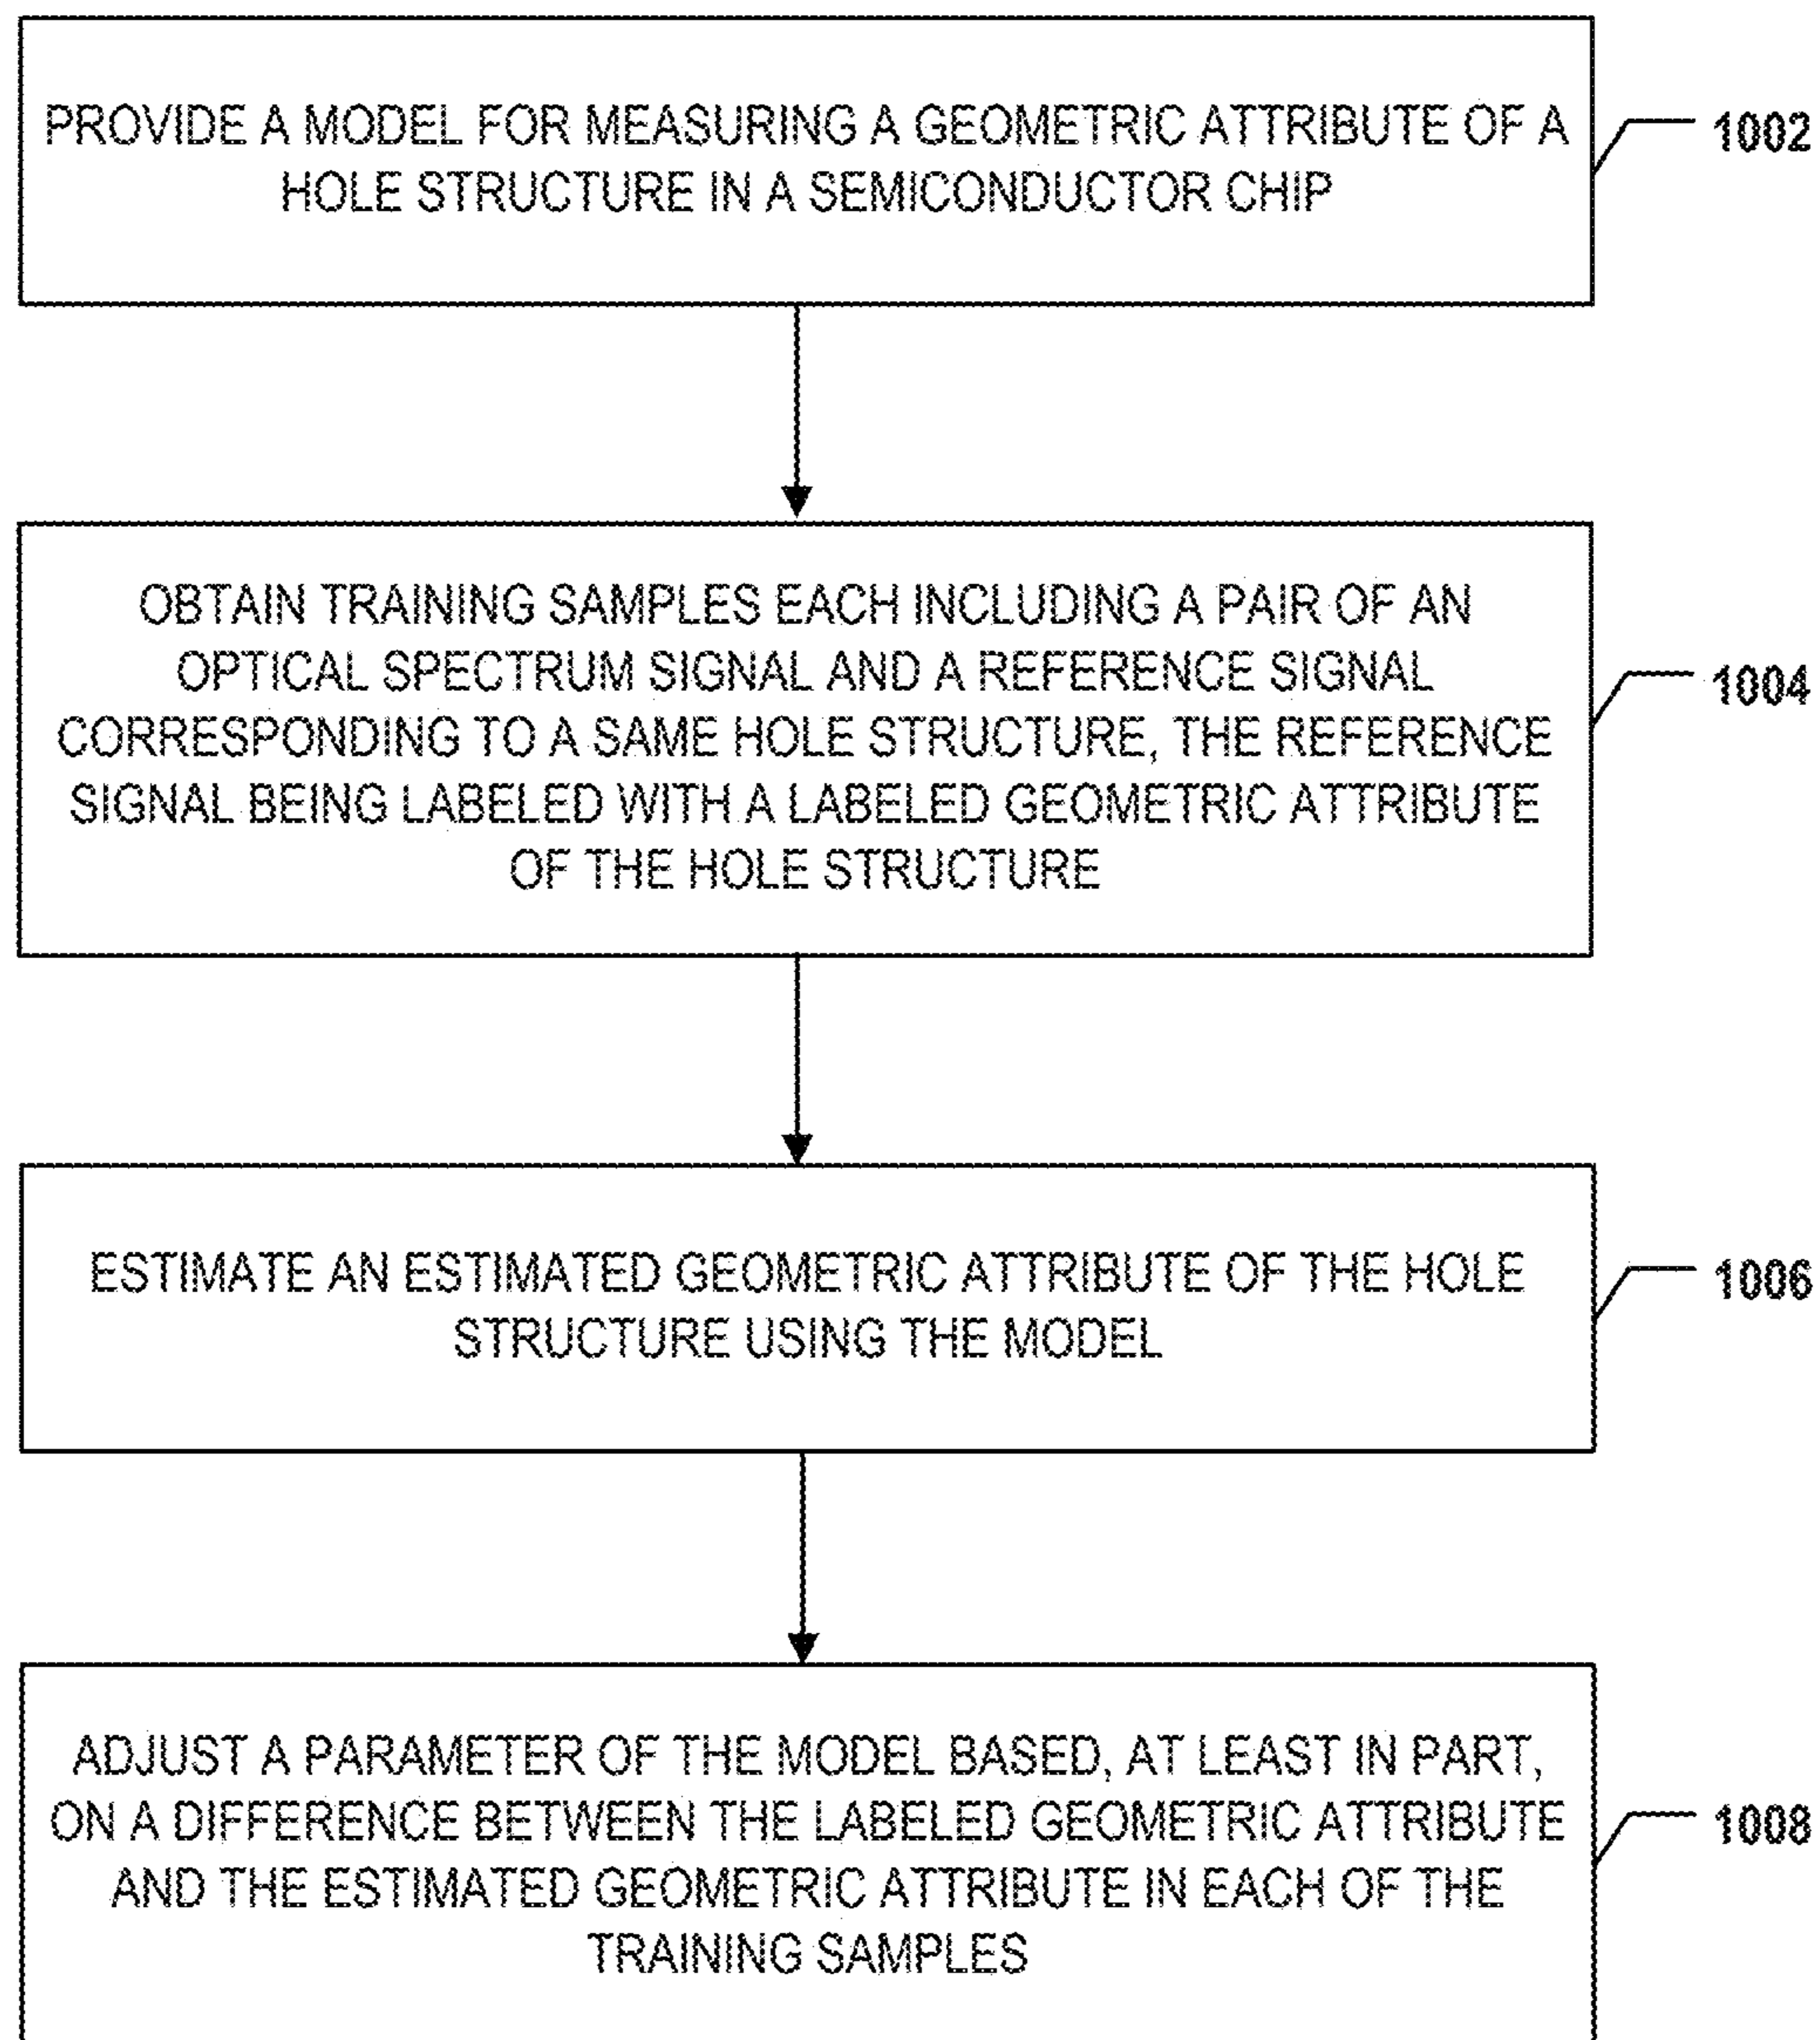 PROVIDE A MODEL FOR MEASURING A GEOMETRIC ATTRIBUTE OF A
HOLE STRUCTURE IN A SEMICONDUCTOR CHIP
1002
OBTAIN TRAINING SAMPLES EACH INCLUDING A PAIR OF AN
OPTICAL SPECTRUM SIGNAL AND A REFERENCE SIGNAL
CORRESPONDING TO A SAME HOLE STRUCTURE, THE REFERENCE
SIGNAL BEING LABELED WITH A LABELED GEOMETRIC ATTRIBUTE
OF THE HOLE STRUCTURE
1004
ESTIMATE AN ESTIMATED GEOMETRIC ATTRIBUTE OF THE HOLE
STRUCTURE USING THE MODEL
1006
ADJUST A PARAMETER OF THE MODEL BASED, AT LEAST IN PART,
ON A DIFFERENCE BETWEEN THE LABELED GEOMETRIC ATTRIBUTE
AND THE ESTIMATED GEOMETRIC ATTRIBUTE IN EACH OF THE
TRAINING SAMPLES
1008